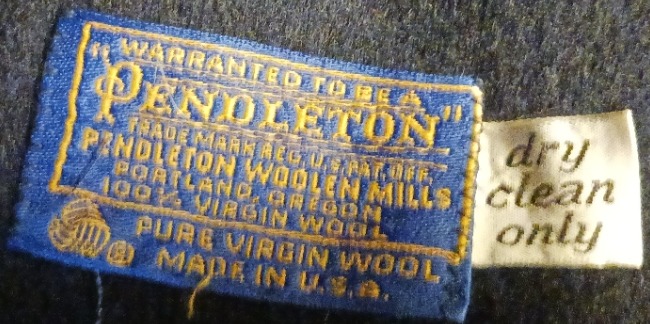 "WARRANTED TO BE A
PENDLETON"
TRADE MARK REG. U.S. PAT. OFF.
PENDLETON WOOLEN MILLS
PORTLAND, OREGON
100% VIRGIN WOOL
PURE VIRGIN WOOL
®
MADE IN U.S.A.
dry
clean
only